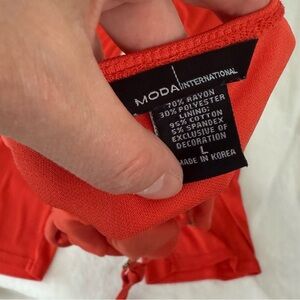 MODA INTERNATIONAL
70% RAYON
30% POLYESTER
LINING:
95% COTTON
5% SPANDEX
EXCLUSIVE OF
DECORATION
L
MADE IN KOREA